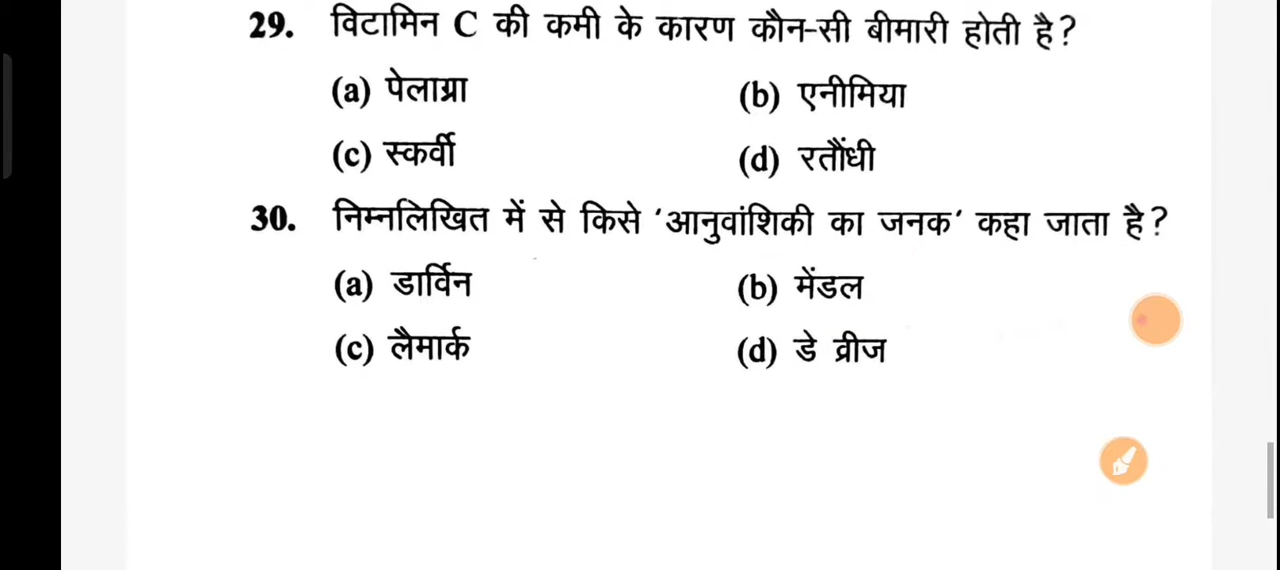 29. विटामिन C की कमी के कारण कौन-सी बीमारी होती है?
(a) पेलाग्रा (b) एनीमिया
(c) स्कर्वी (d) रतौंधी
30. निम्नलिखित में से किसे 'आनुवांशिकी का जनक' कहा जाता है?
(a) डार्विन (b) मेंडल
(c) लैमार्क (d) डे व्रीज